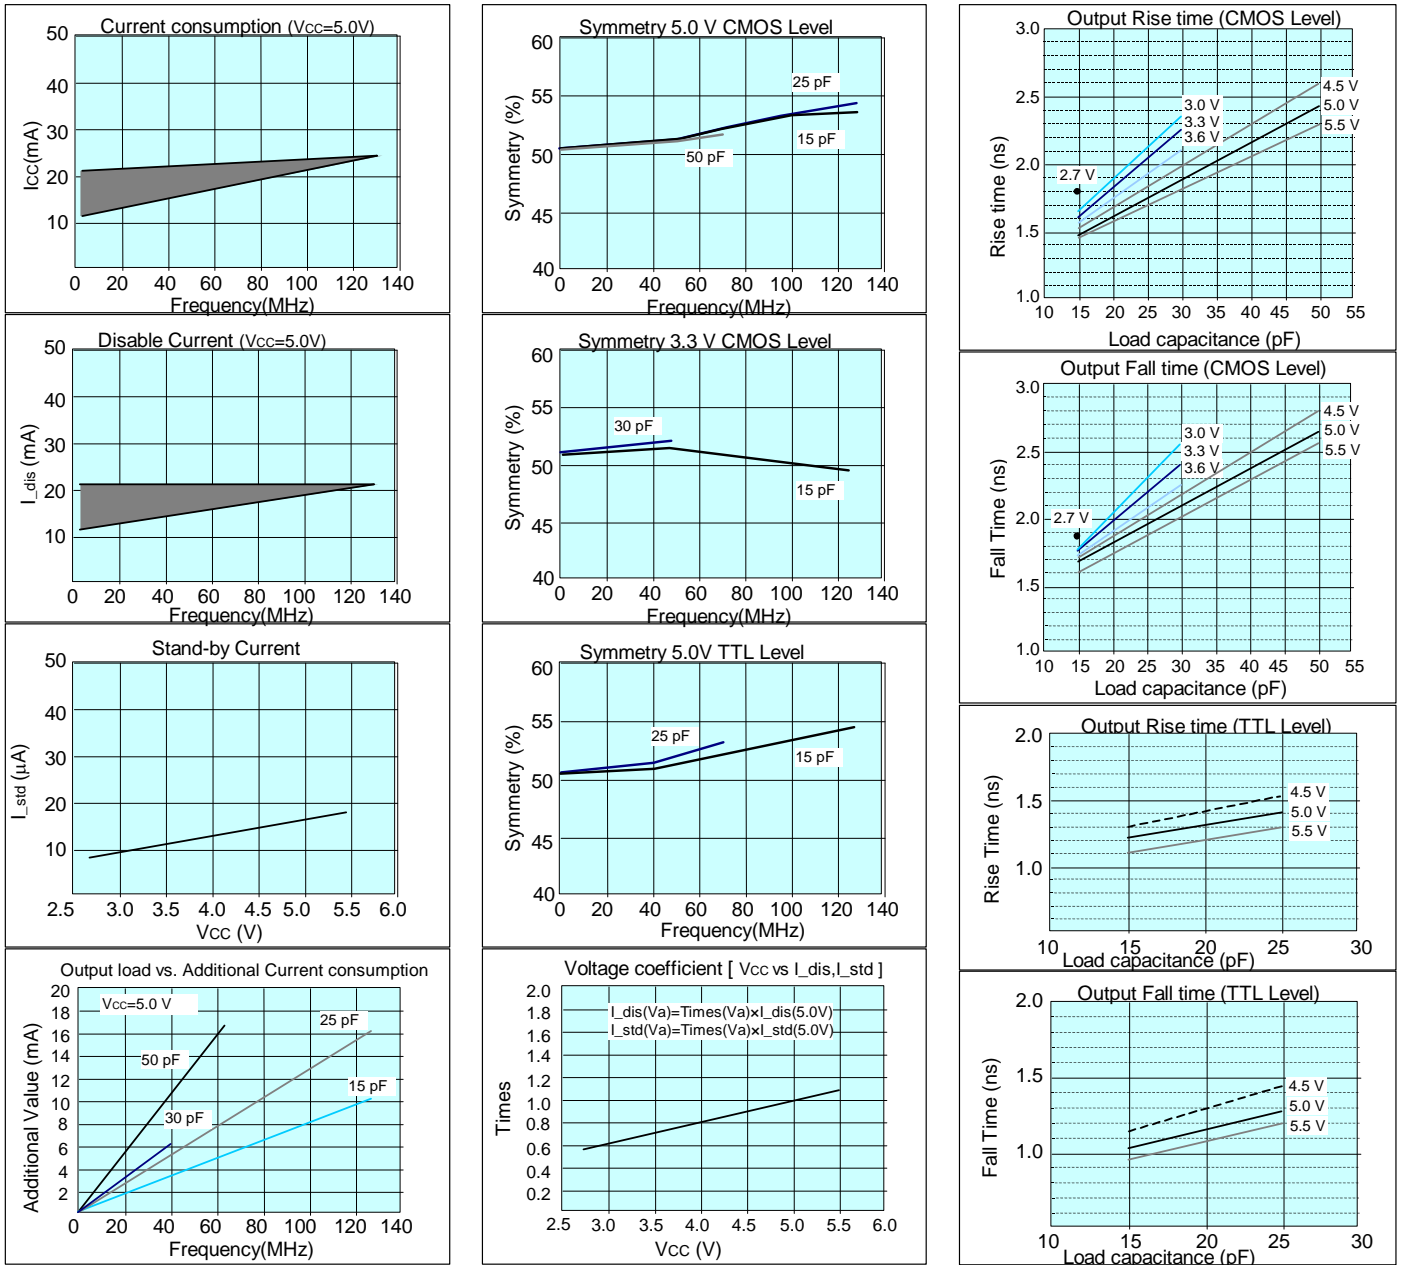 Current consumption (VCC=5.0V)
50
40
30
20
10
ICC(mA)
0 20 40 60 80 100 120 140
Frequency(MHz)
Disable Current (VCC=5.0V)
50
40
30
20
10
I_dis (mA)
0 20 40 60 80 100 120 140
Frequency(MHz)
Stand-by Current
50
40
30
20
10
I_std (µA)
2.5 3.0 3.5 4.0 4.5 5.0 5.5 6.0
VCC (V)
Output load vs. Additional Current consumption
20
18
16
14
12
10
8
6
4
2
Additional Value (mA)
VCC=5.0 V
25 pF
50 pF
15 pF
30 pF
0 20 40 60 80 100 120 140
Frequency(MHz)
Symmetry 5.0 V CMOS Level
60
55
50
45
40
Symmetry (%)
25 pF
15 pF
50 pF
0 20 40 60 80 100 120 140
Frequency(MHz)
Symmetry 3.3 V CMOS Level
60
55
50
45
40
Symmetry (%)
30 pF
15 pF
0 20 40 60 80 100 120 140
Frequency(MHz)
Symmetry 5.0V TTL Level
60
55
50
45
40
Symmetry (%)
25 pF
15 pF
0 20 40 60 80 100 120 140
Frequency(MHz)
Voltage coefficient [ VCC vs I_dis,I_std ]
2.0
1.8
1.6
1.4
1.2
1.0
0.8
0.6
0.4
0.2
Times
I_dis(Va)=Times(Va)×I_dis(5.0V)
I_std(Va)=Times(Va)×I_std(5.0V)
2.5 3.0 3.5 4.0 4.5 5.0 5.5 6.0
VCC (V)
Output Rise time (CMOS Level)
3.0
2.5
2.0
1.5
1.0
Rise time (ns)
4.5 V
5.0 V
5.5 V
3.0 V
3.3 V
3.6 V
2.7 V
10 15 20 25 30 35 40 45 50 55
Load capacitance (pF)
Output Fall time (CMOS Level)
3.0
2.5
2.0
1.5
1.0
Fall Time (ns)
4.5 V
5.0 V
5.5 V
3.0 V
3.3 V
3.6 V
2.7 V
10 15 20 25 30 35 40 45 50 55
Load capacitance (pF)
Output Rise time (TTL Level)
2.0
1.5
1.0
Rise Time (ns)
4.5 V
5.0 V
5.5 V
10 15 20 25 30
Load capacitance (pF)
Output Fall time (TTL Level)
2.0
1.5
1.0
Fall Time (ns)
4.5 V
5.0 V
5.5 V
10 15 20 25 30
Load capacitance (pF)